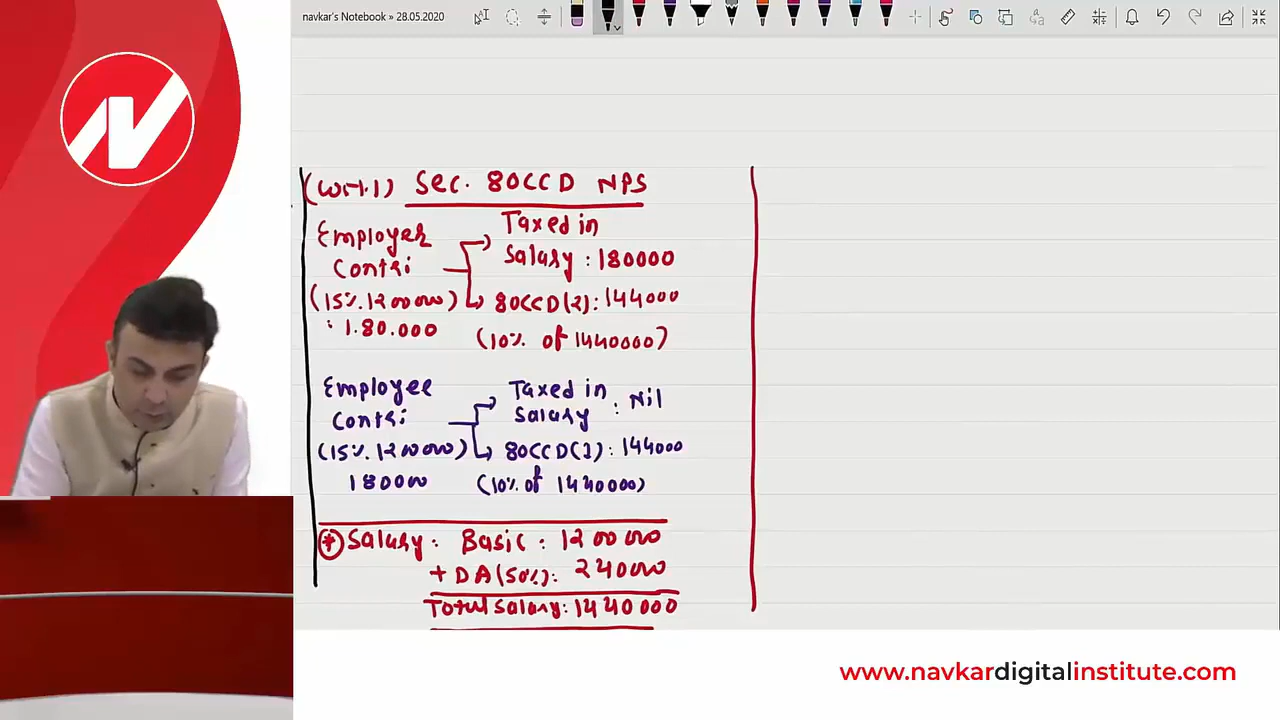 navkar's Notebook » 28.05.2020
(WN.1) Sec. 80CCD NPS
Employer Contri (15%. 1200000) : 1.80.000
Taxed in Salary : 180000
80CCD(2): 144000
(10% of 1440000)
Employee Contri (15%. 1200000) 180000
Taxed in Salary : Nil
80CCD(1): 144000
(10% of 1440000)
* Salary: Basic : 1200000
+ DA(50%): 240000
Total Salary: 1440000
www.navkardigitalinstitute.com